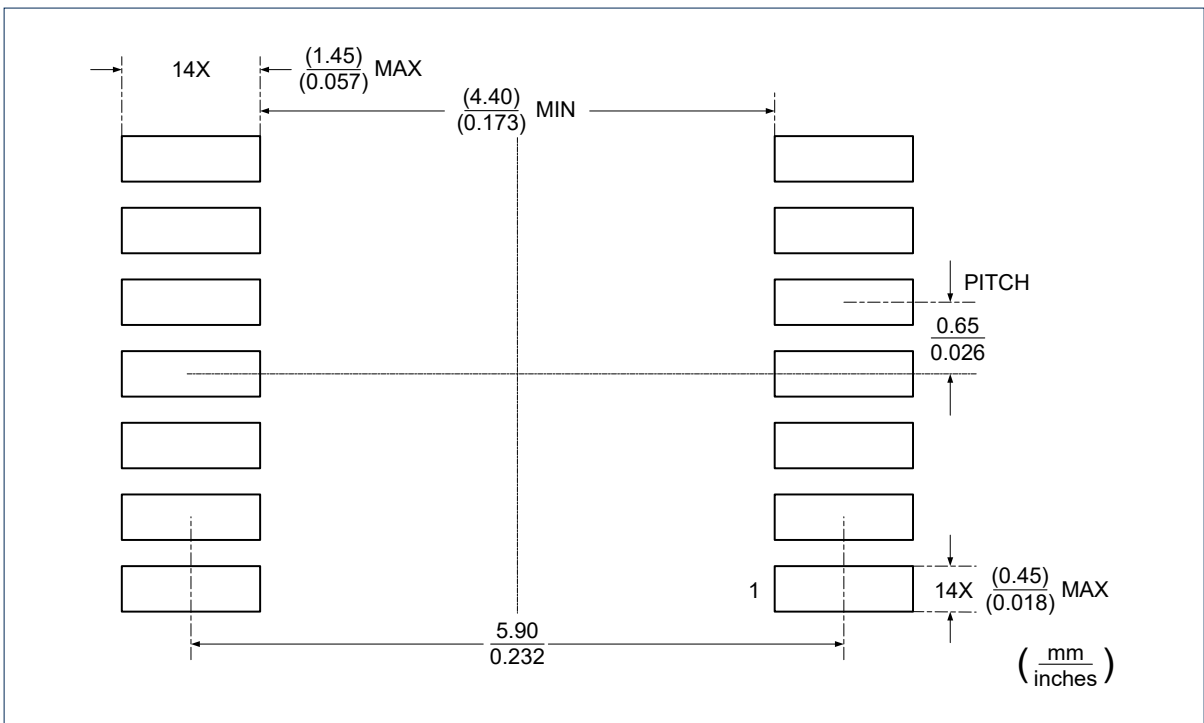 14X
(1.45)
(0.057) MAX
(4.40)
(0.173) MIN
PITCH
0.65
0.026
1
14X
(0.45)
(0.018) MAX
5.90
0.232
(mm
inches)